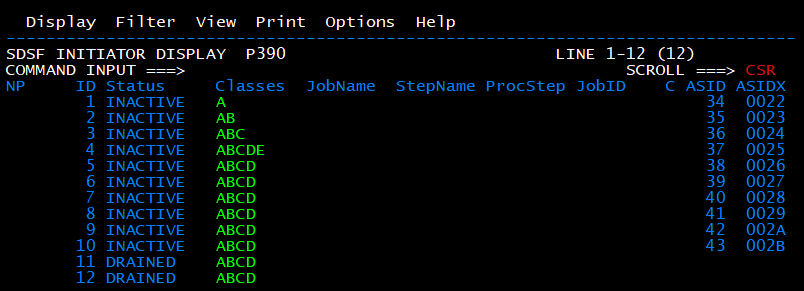 Display Filter View Print Options Help
-------------------------------------------------------------------------------
SDSF INITIATOR DISPLAY P390 LINE 1-12 (12)
COMMAND INPUT ===> SCROLL ===> CSR
NP ID Status Classes JobName StepName ProcStep JobID C ASID ASIDX
1 INACTIVE A 34 0022
2 INACTIVE AB 35 0023
3 INACTIVE ABC 36 0024
4 INACTIVE ABCDE 37 0025
5 INACTIVE ABCD 38 0026
6 INACTIVE ABCD 39 0027
7 INACTIVE ABCD 40 0028
8 INACTIVE ABCD 41 0029
9 INACTIVE ABCD 42 002A
10 INACTIVE ABCD 43 002B
11 DRAINED ABCD
12 DRAINED ABCD